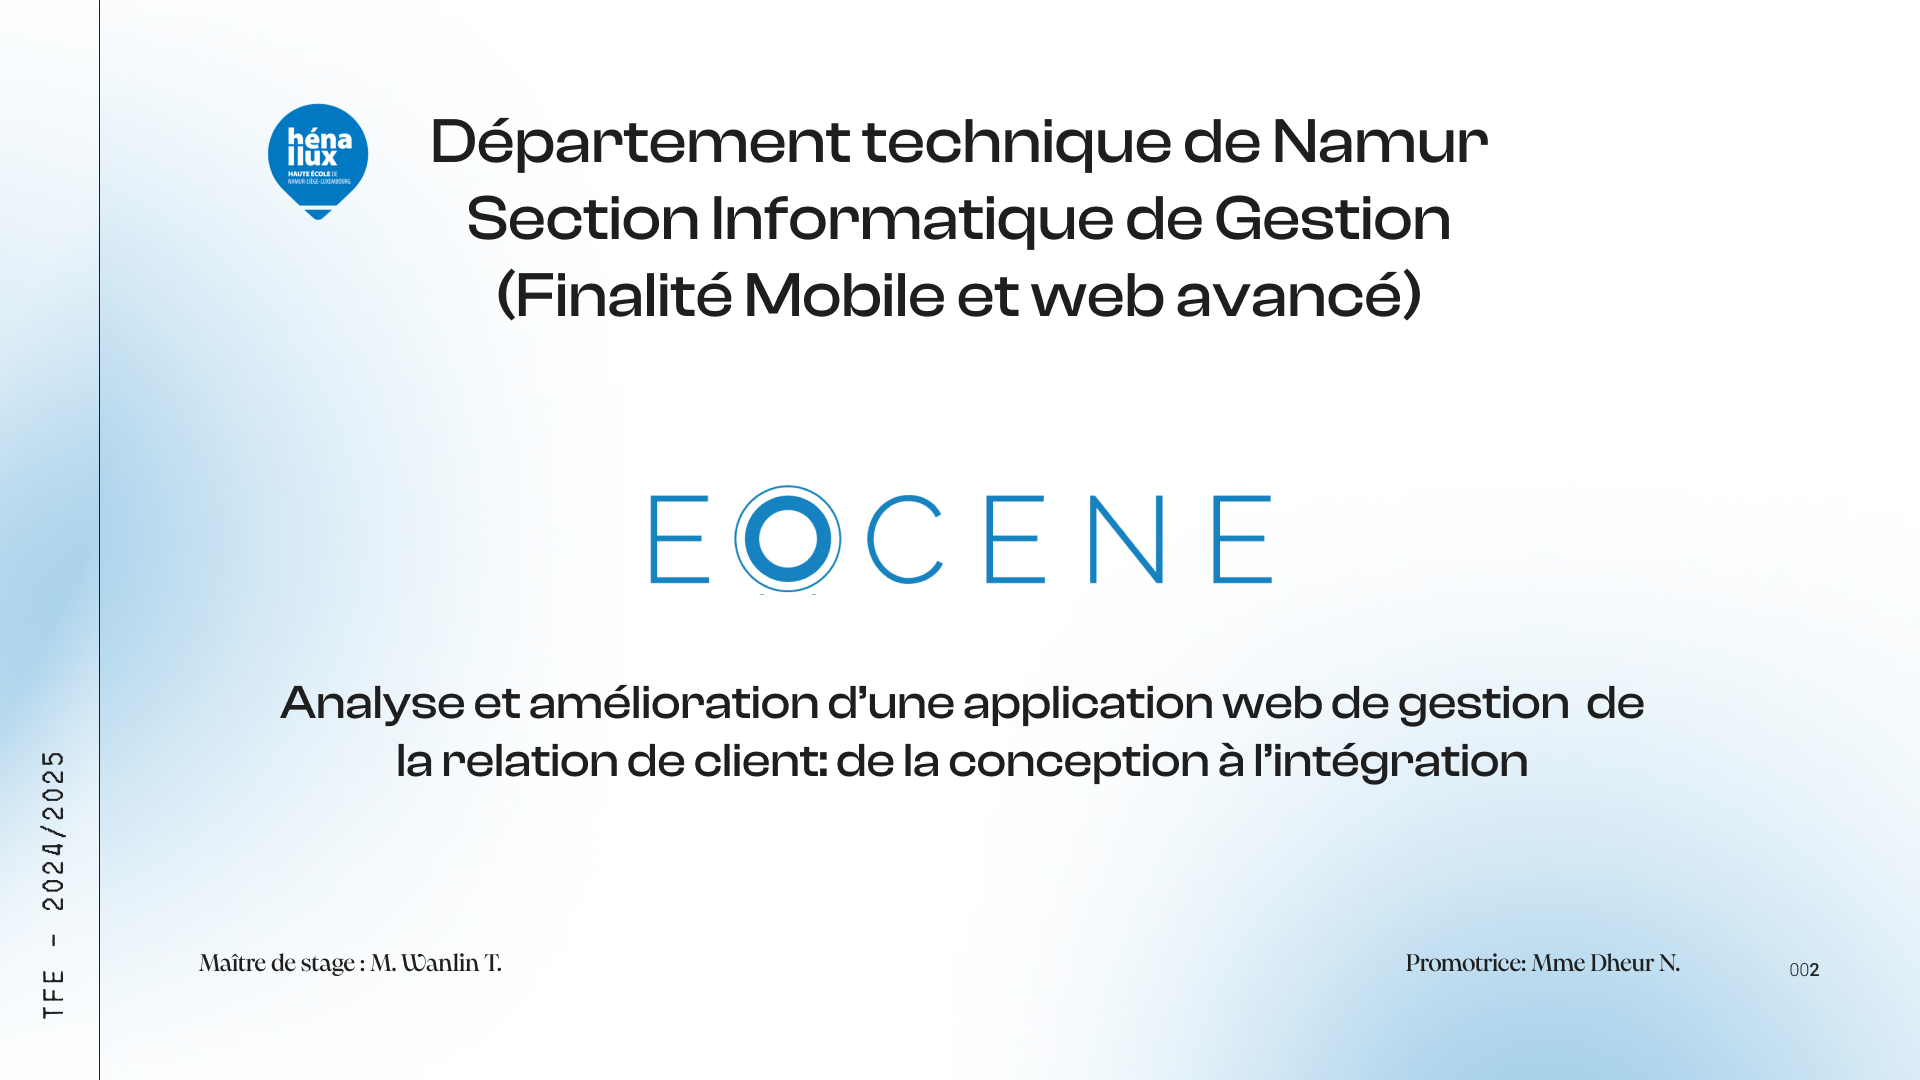 héna
llux
HAUTE ÉCOLE DE
NAMUR-LIÈGE-LUXEMBOURG
Département technique de Namur
Section Informatique de Gestion
(Finalité Mobile et web avancé)
EOCENE
Analyse et amélioration d’une application web de gestion  de
la relation de client: de la conception à l’intégration
TFE - 2024/2025
Maître de stage : M. Wanlin T.
Promotrice: Mme Dheur N.
002